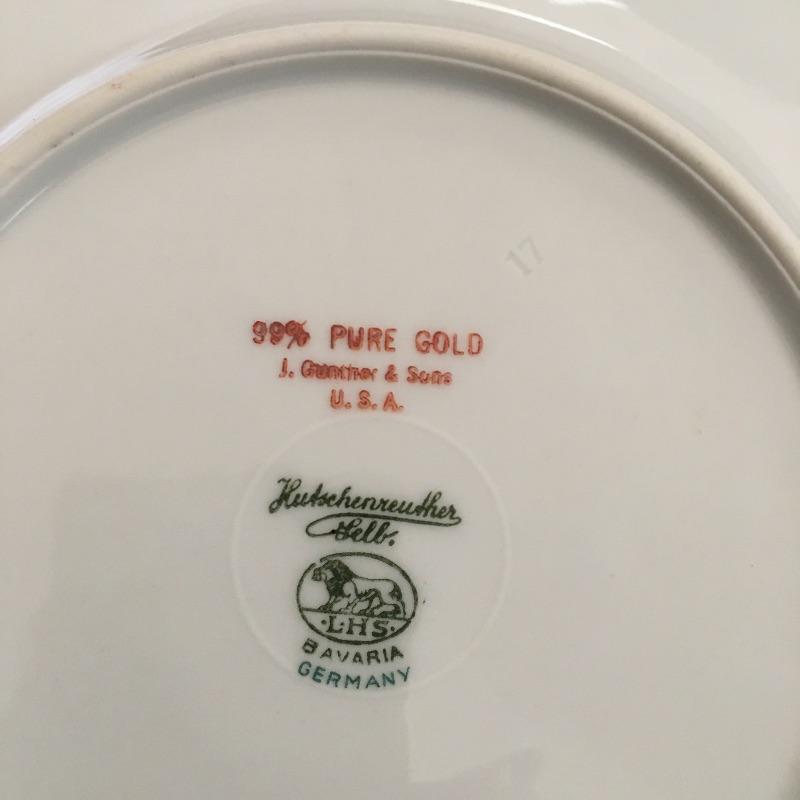 17
99% PURE GOLD
J. Gunther & Sons
U.S.A.
Hutschenreuther
Selb.
·L·H·S·
BAVARIA
GERMANY